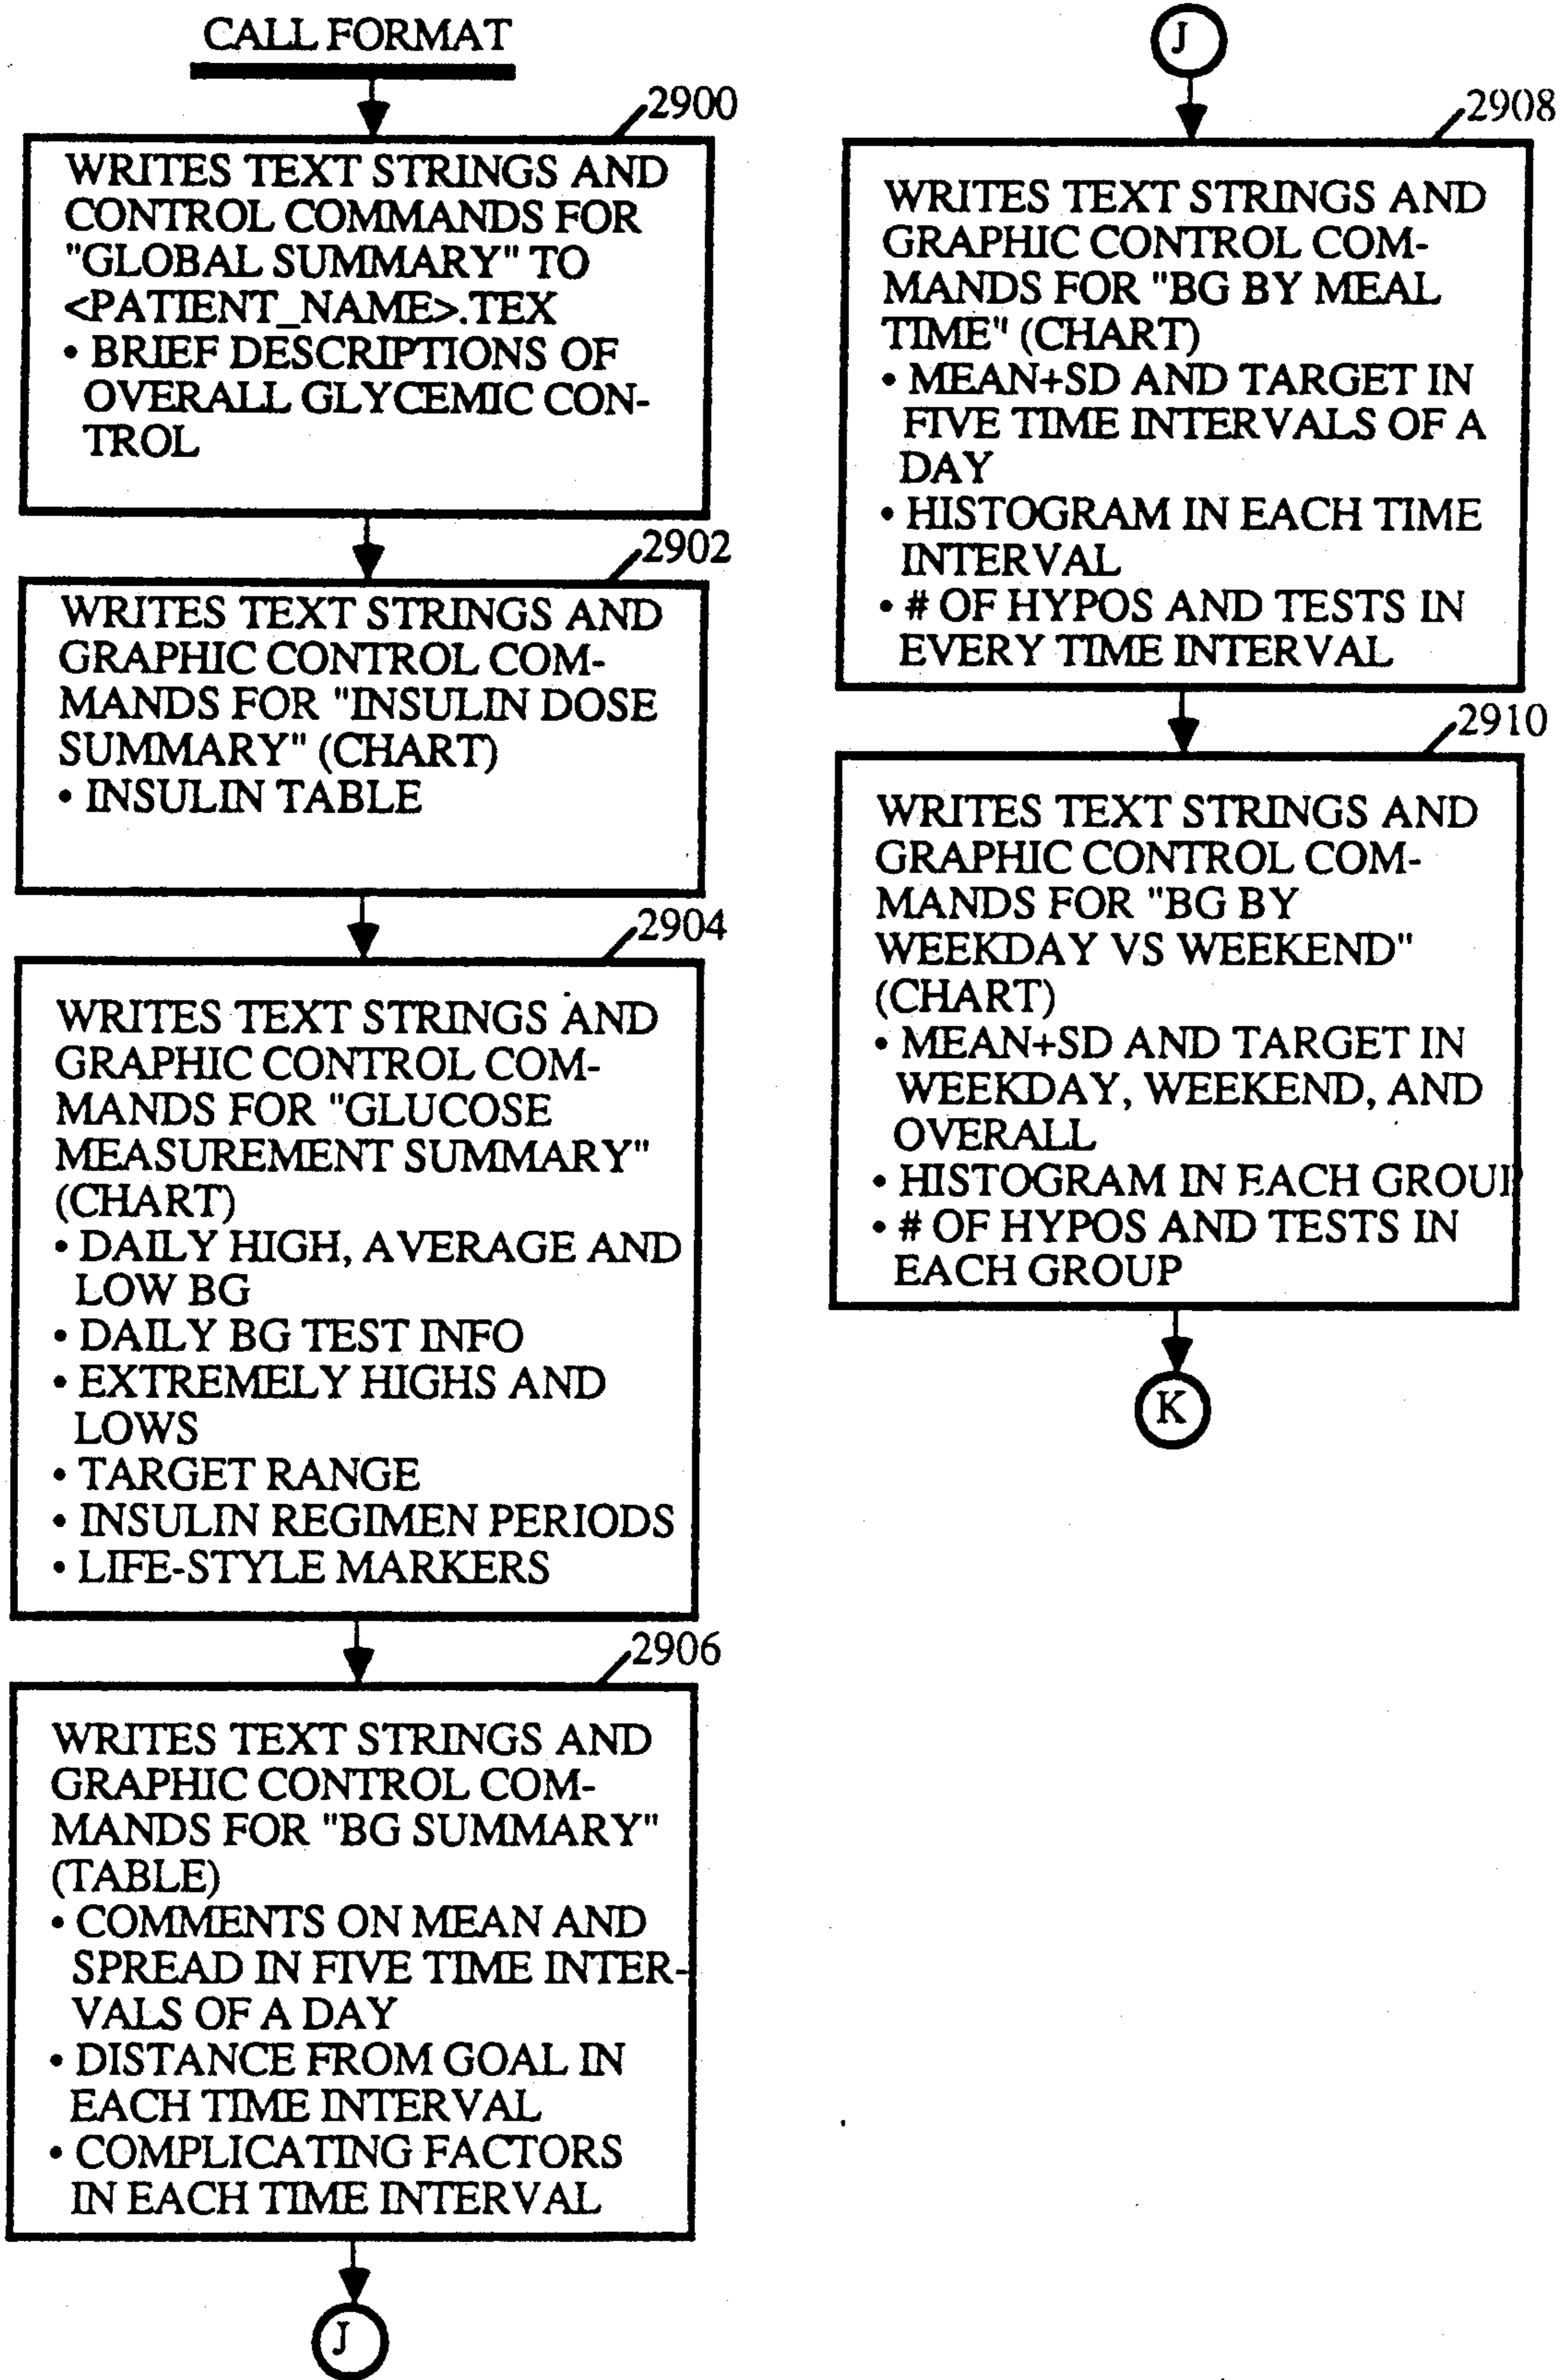 CALL FORMAT
2900
WRITES TEXT STRINGS AND
CONTROL COMMANDS FOR
"GLOBAL SUMMARY" TO
<PATIENT_NAME>.TEX
• BRIEF DESCRIPTIONS OF
OVERALL GLYCEMIC CON-
TROL
2902
WRITES TEXT STRINGS AND
GRAPHIC CONTROL COM-
MANDS FOR "INSULIN DOSE
SUMMARY" (CHART)
• INSULIN TABLE
2904
WRITES TEXT STRINGS AND
GRAPHIC CONTROL COM-
MANDS FOR "GLUCOSE
MEASUREMENT SUMMARY"
(CHART)
• DAILY HIGH, AVERAGE AND
LOW BG
• DAILY BG TEST INFO
• EXTREMELY HIGHS AND
LOWS
• TARGET RANGE
• INSULIN REGIMEN PERIODS
• LIFE-STYLE MARKERS
2906
WRITES TEXT STRINGS AND
GRAPHIC CONTROL COM-
MANDS FOR "BG SUMMARY"
(TABLE)
• COMMENTS ON MEAN AND
SPREAD IN FIVE TIME INTER-
VALS OF A DAY
• DISTANCE FROM GOAL IN
EACH TIME INTERVAL
• COMPLICATING FACTORS
IN EACH TIME INTERVAL
J
J
2908
WRITES TEXT STRINGS AND
GRAPHIC CONTROL COM-
MANDS FOR "BG BY MEAL
TIME" (CHART)
• MEAN+SD AND TARGET IN
FIVE TIME INTERVALS OF A
DAY
• HISTOGRAM IN EACH TIME
INTERVAL
• # OF HYPOS AND TESTS IN
EVERY TIME INTERVAL
2910
WRITES TEXT STRINGS AND
GRAPHIC CONTROL COM-
MANDS FOR "BG BY
WEEKDAY VS WEEKEND"
(CHART)
• MEAN+SD AND TARGET IN
WEEKDAY, WEEKEND, AND
OVERALL
• HISTOGRAM IN EACH GROUP
• # OF HYPOS AND TESTS IN
EACH GROUP
K